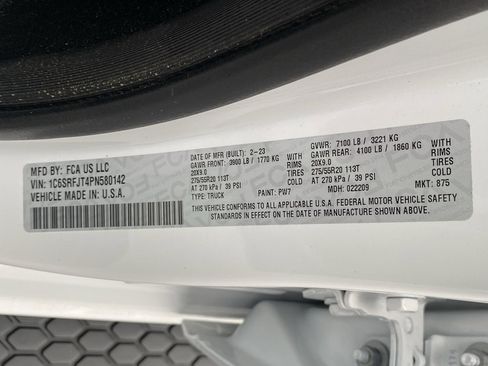 MFD BY: FCA US LLC
VIN: 1C6SRFJT4PN580142
VEHICLE MADE IN U.S.A.
DATE OF MFR (BUILT): 2-23
GAWR FRONT: 3900 LB / 1770 KG
20X9.0
275/55R20 113T
AT 270 kPa / 39 PSI
TYPE: TRUCK
WITH
RIMS
TIRES
PAINT: PW7
GVWR: 7100 LB / 3221 KG
GAWR REAR: 4100 LB / 1860 KG
20X9.0
275/55R20 113T
AT 270 kPa / 39 PSI
MDH: 022209
WITH
RIMS
TIRES
MKT: 875
THIS VEHICLE CONFORMS TO ALL APPLICABLE U.S.A. FEDERAL MOTOR VEHICLE SAFETY
STANDARDS IN EFFECT ON THE DATE OF MANUFACTURE SHOWN ABOVE.